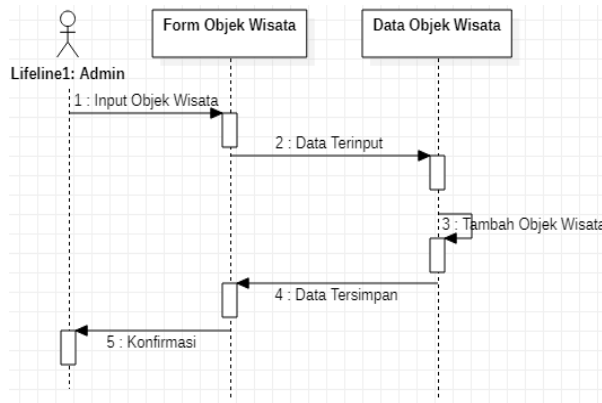 Form Objek Wisata
Data Objek Wisata
Lifeline1: Admin
1 : Input Objek Wisata
2 : Data Terinput
3 : Tambah Objek Wisata
4 : Data Tersimpan
5 : Konfirmasi